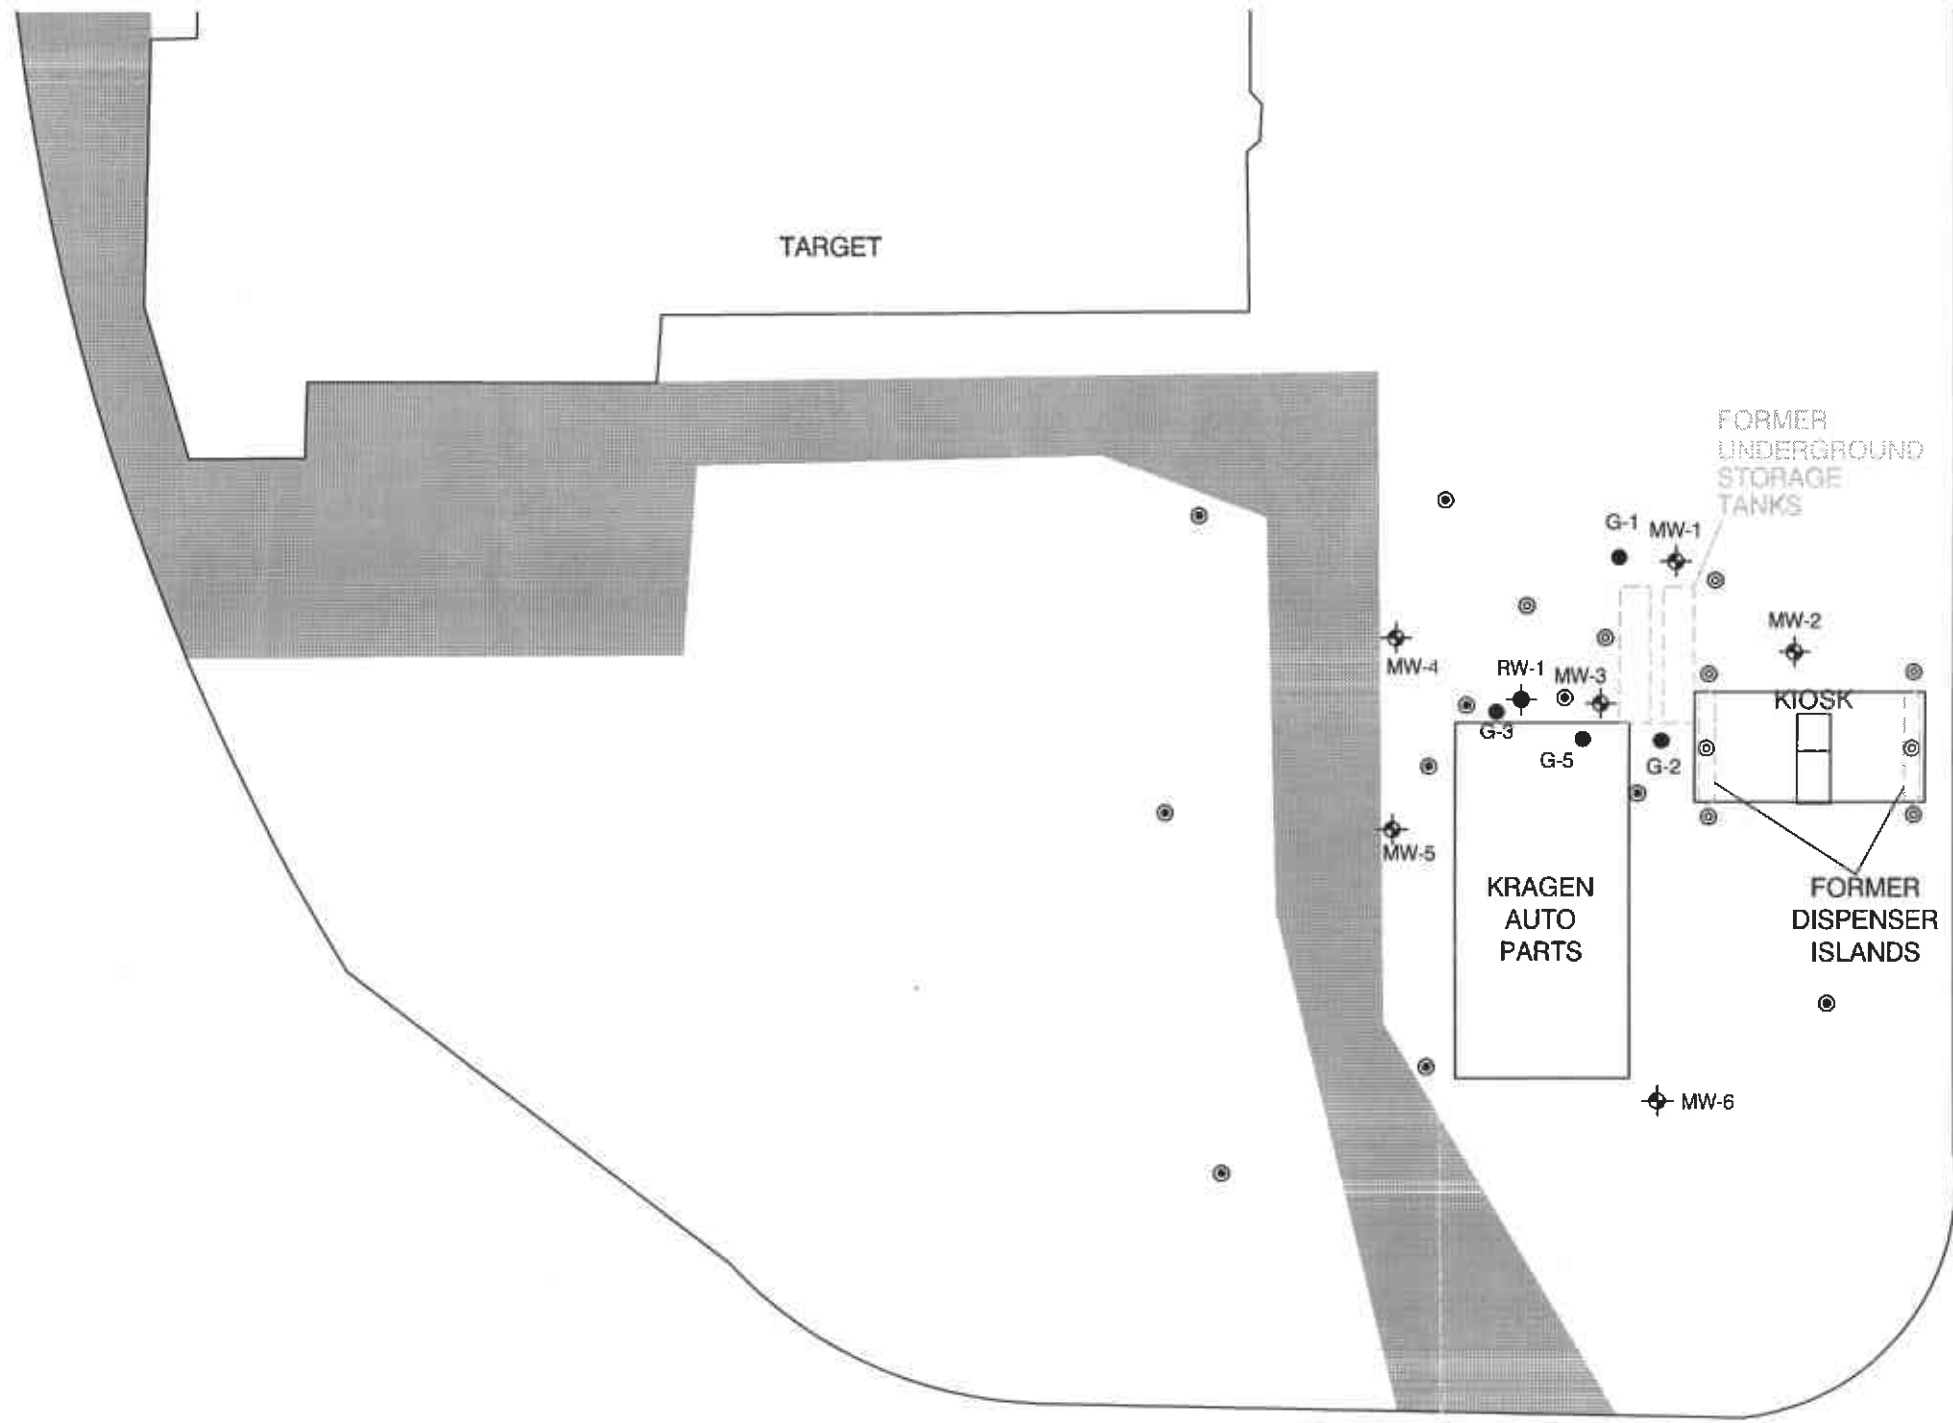 TARGET
FORMER
UNDERGROUND
STORAGE
TANKS
G-1
MW-1
MW-2
MW-4
RW-1
MW-3
KIOSK
G-3
G-5
G-2
MW-5
KRAGEN
AUTO
PARTS
FORMER
DISPENSER
ISLANDS
MW-6